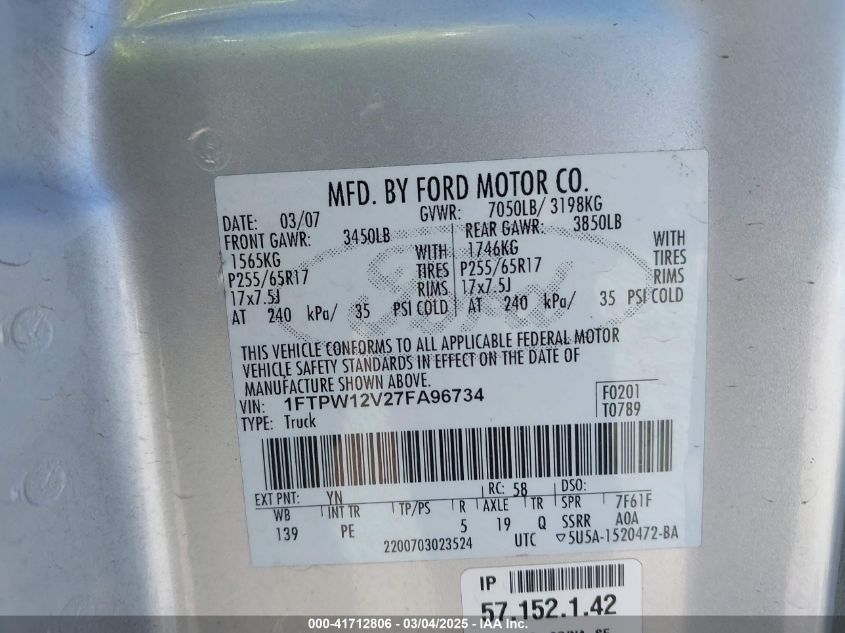 MFD. BY FORD MOTOR CO.
DATE: 03/07 GVWR: 7050LB/ 3198KG
FRONT GAWR: 3450LB REAR GAWR: 3850LB
1565KG WITH 1746KG WITH
P255/65R17 TIRES P255/65R17 TIRES
17x7.5J RIMS 17x7.5J RIMS
AT 240 kPa/ 35 PSI COLD AT 240 kPa/ 35 PSI COLD
THIS VEHICLE CONFORMS TO ALL APPLICABLE FEDERAL MOTOR
VEHICLE SAFETY STANDARDS IN EFFECT ON THE DATE OF
MANUFACTURE SHOWN ABOVE.
VIN: 1FTPW12V27FA96734 F0201
TYPE: Truck T0789
EXT PNT: YN RC: 58 DSO:
WB INT TR TP/PS R AXLE TR SPR 7F61F
139 PE 5 19 Q SSRR A0A
2200703023524 UTC ▽5U5A-1520472-BA
IP
57.152.1.42
000-41712806 - 03/04/2025 - IAA Inc.